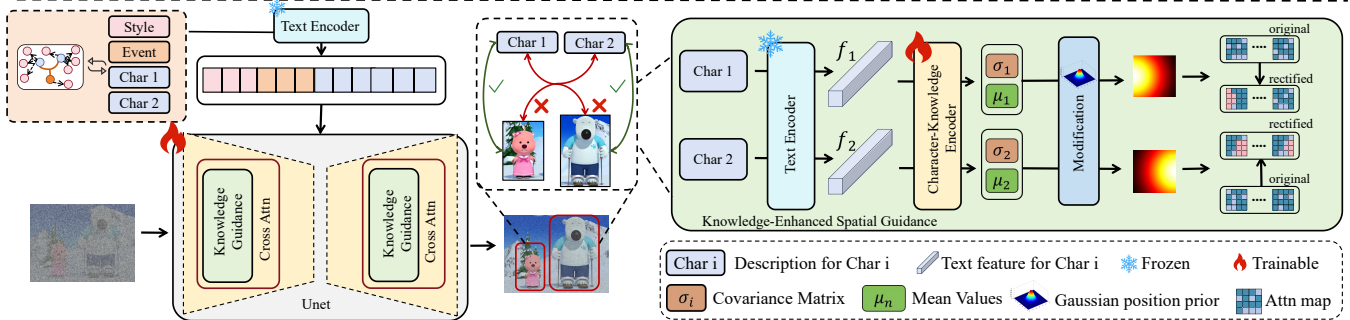 Style
Event
Char 1
Char 2
Text Encoder
Knowledge
Guidance
Cross Attn
Knowledge
Guidance
Cross Attn
Unet
Char 1
Char 2
Char 1
Char 2
Text Encoder
f1
f2
Character-Knowledge
Encoder
σ1
μ1
σ2
μ2
Modification
original
rectified
rectified
original
Knowledge-Enhanced Spatial Guidance
Char i
Description for Char i
Text feature for Char i
Frozen
Trainable
σi
Covariance Matrix
μn
Mean Values
Gaussian position prior
Attn map